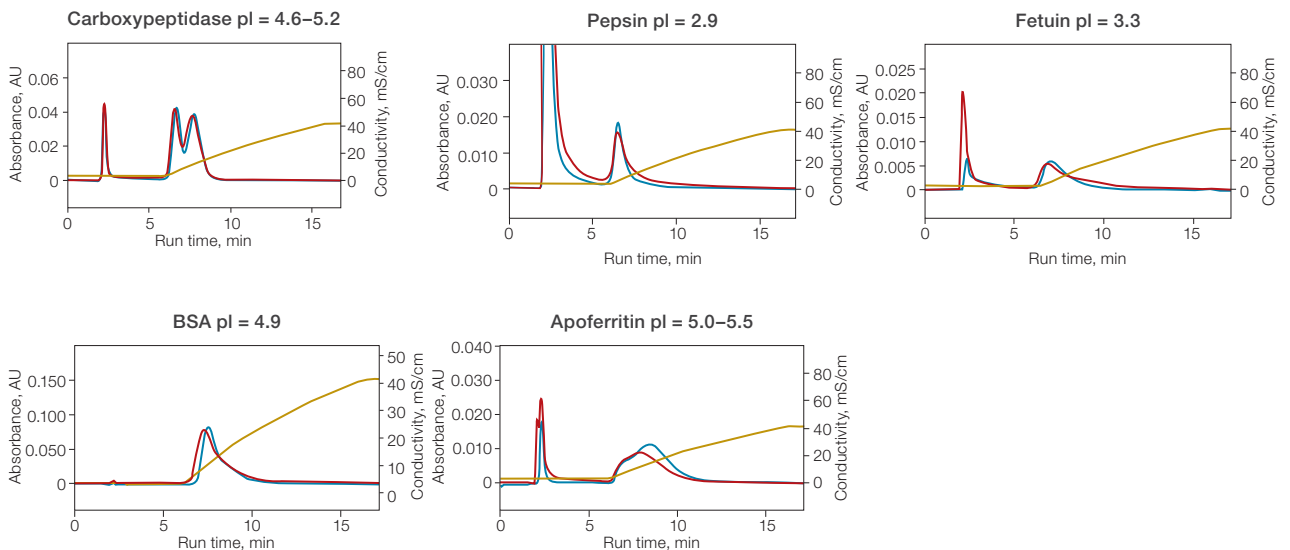 Carboxypeptidase pI = 4.6–5.2
Absorbance, AU
0.06
0.04
0.02
0
80
60
40
20
0
Conductivity, mS/cm
0 5 10 15
Run time, min
Pepsin pI = 2.9
Absorbance, AU
0.030
0.020
0.010
0
80
60
40
20
0
Conductivity, mS/cm
0 5 10 15
Run time, min
Fetuin pI = 3.3
Absorbance, AU
0.025
0.020
0.015
0.010
0.005
0.000
80
60
40
20
0
Conductivity, mS/cm
0 5 10 15
Run time, min
BSA pI = 4.9
Absorbance, AU
0.150
0.100
0.050
0
50
40
30
20
10
0
Conductivity, mS/cm
0 5 10 15
Run time, min
Apoferritin pI = 5.0–5.5
Absorbance, AU
0.040
0.030
0.020
0.010
0
80
60
40
20
0
Conductivity, mS/cm
0 5 10 15
Run time, min